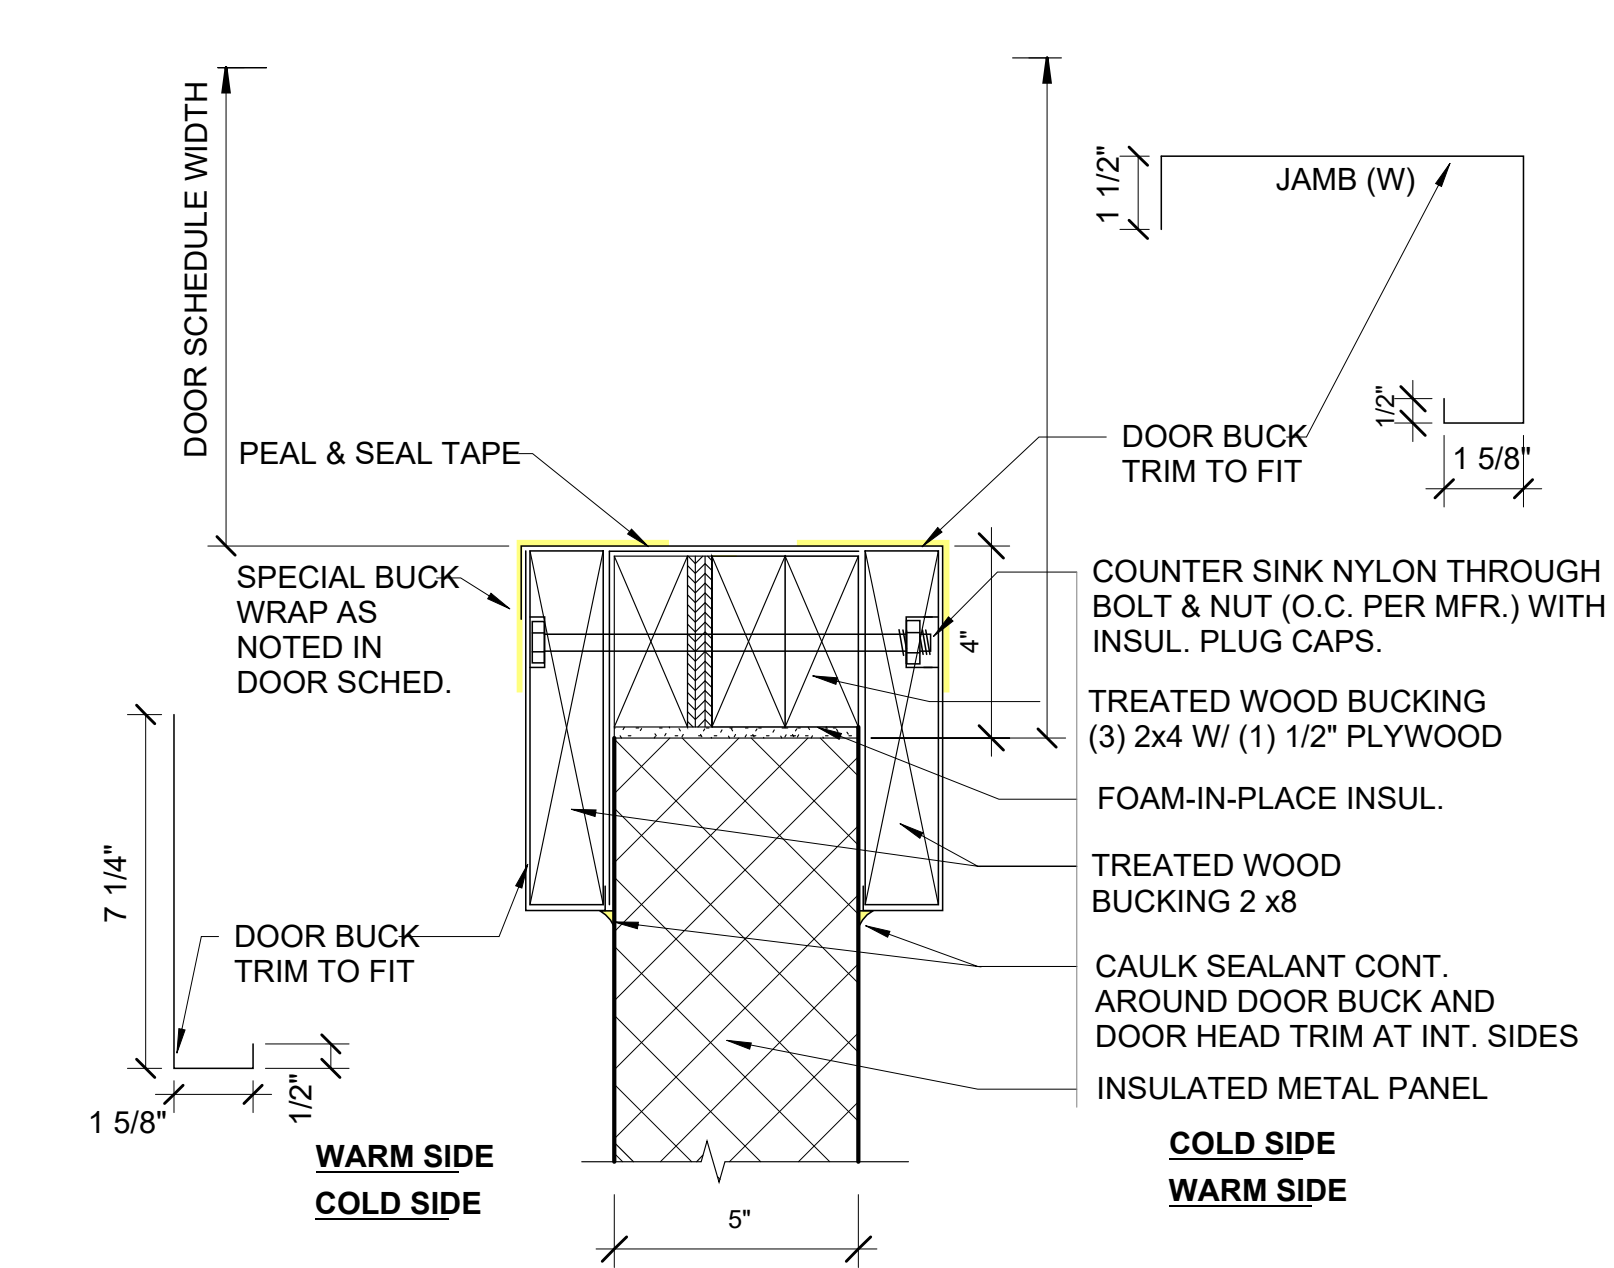 DOOR SCHEDULE WIDTH
1 1/2"
JAMB (W)
1/2"
1 5/8"
PEAL & SEAL TAPE
DOOR BUCK
TRIM TO FIT
SPECIAL BUCK
WRAP AS
NOTED IN
DOOR SCHED.
4"
COUNTER SINK NYLON THROUGH
BOLT & NUT (O.C. PER MFR.) WITH
INSUL. PLUG CAPS.
TREATED WOOD BUCKING
(3) 2x4 W/ (1) 1/2" PLYWOOD
FOAM-IN-PLACE INSUL.
TREATED WOOD
BUCKING 2 x8
7 1/4"
DOOR BUCK
TRIM TO FIT
1/2"
1 5/8"
CAULK SEALANT CONT.
AROUND DOOR BUCK AND
DOOR HEAD TRIM AT INT. SIDES
INSULATED METAL PANEL
WARM SIDE
COLD SIDE
COLD SIDE
WARM SIDE
5"